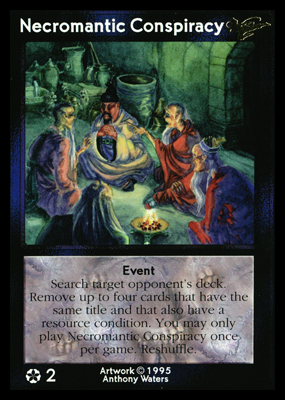 Necromantic Conspiracy
Event
Search target opponent's deck.
Remove up to four cards that have the
same title and that also have a
resource condition. You may only
play Necromantic Conspiracy once
per game. Reshuffle.
2
Artwork © 1995
Anthony Waters